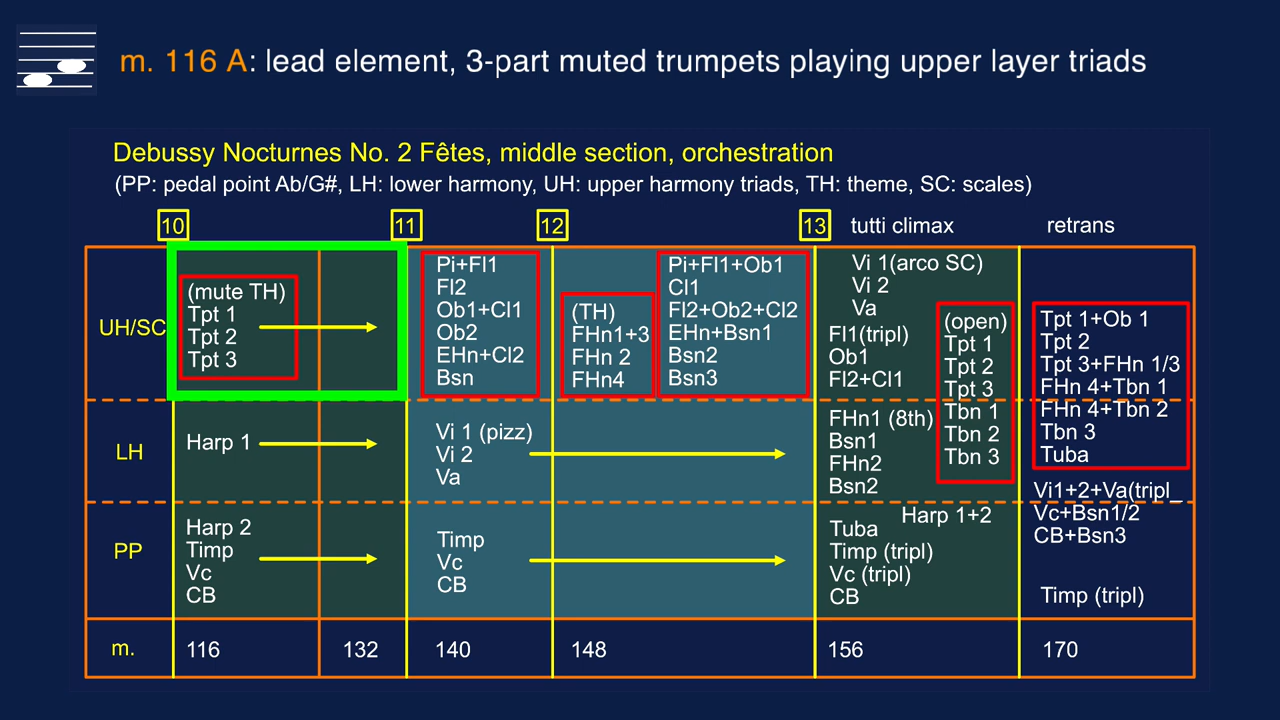 m. 116 A: lead element, 3-part muted trumpets playing upper layer triads
Debussy Nocturnes No. 2 Fêtes, middle section, orchestration
(PP: pedal point Ab/G#, LH: lower harmony, UH: upper harmony triads, TH: theme, SC: scales)
10
11
12
13
tutti climax
retrans
UH/SC
(mute TH)
Tpt 1
Tpt 2
Tpt 3
Pi+Fl1
Fl2
Ob1+Cl1
Ob2
EHn+Cl2
Bsn
(TH)
FHn1+3
FHn 2
FHn4
Pi+Fl1+Ob1
Cl1
Fl2+Ob2+Cl2
EHn+Bsn1
Bsn2
Bsn3
Vi 1(arco SC)
Vi 2
Va
Fl1(tripl)
Ob1
Fl2+Cl1
(open)
Tpt 1
Tpt 2
Tpt 3
Tbn 1
Tbn 2
Tbn 3
Tpt 1+Ob 1
Tpt 2
Tpt 3+FHn 1/3
FHn 4+Tbn 1
FHn 4+Tbn 2
Tbn 3
Tuba
LH
Harp 1
Vi 1 (pizz)
Vi 2
Va
FHn1 (8th)
Bsn1
FHn2
Bsn2
Vi1+2+Va(tripl_
Vc+Bsn1/2
CB+Bsn3
PP
Harp 2
Timp
Vc
CB
Timp
Vc
CB
Harp 1+2
Tuba
Timp (tripl)
Vc (tripl)
CB
Timp (tripl)
m.
116
132
140
148
156
170